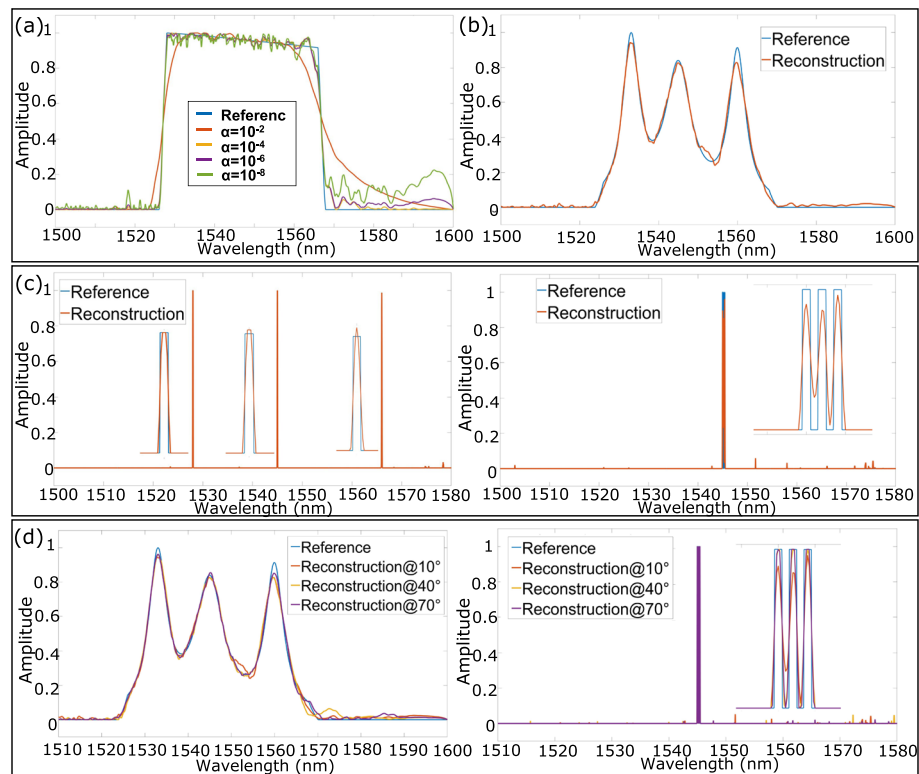 (a)
Amplitude
1
0.8
0.6
0.4
0.2
0
Referenc
α=10⁻²
α=10⁻⁴
α=10⁻⁶
α=10⁻⁸
1500 1520 1540 1560 1580 1600
Wavelength (nm)
(b)
Amplitude
1
0.8
0.6
0.4
0.2
0
Reference
Reconstruction
1500 1520 1540 1560 1580 1600
Wavelength (nm)
(c)
Amplitude
1
0.8
0.6
0.4
0.2
0
Reference
Reconstruction
1500 1510 1520 1530 1540 1550 1560 1570 1580
Wavelength (nm)
Amplitude
1
0.8
0.6
0.4
0.2
0
Reference
Reconstruction
1500 1510 1520 1530 1540 1550 1560 1570 1580
Wavelength (nm)
(d)
Amplitude
1
0.8
0.6
0.4
0.2
0
Reference
Reconstruction@10°
Reconstruction@40°
Reconstruction@70°
1510 1520 1530 1540 1550 1560 1570 1580 1590 1600
Wavelength (nm)
Amplitude
1
0.8
0.6
0.4
0.2
0
Reference
Reconstruction@10°
Reconstruction@40°
Reconstruction@70°
1510 1520 1530 1540 1550 1560 1570 1580
Wavelength (nm)